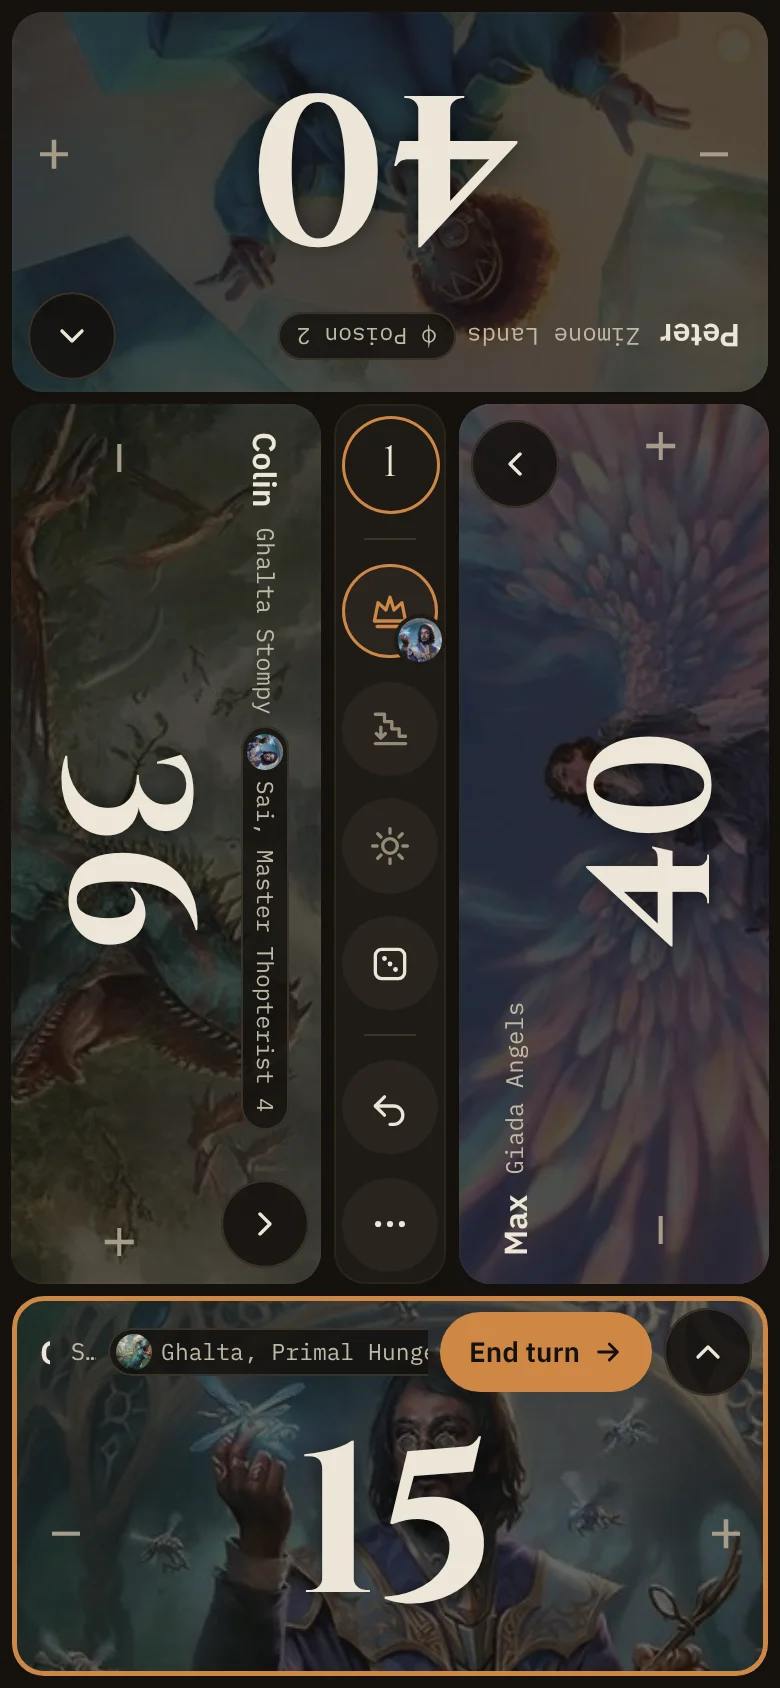 40
Peter Zimone Lands Poison 2
Colin Ghalta Stompy Sai, Master Thopterist 4
36
1
40
Max Giada Angels
S… Ghalta, Primal Hunge
End turn
15